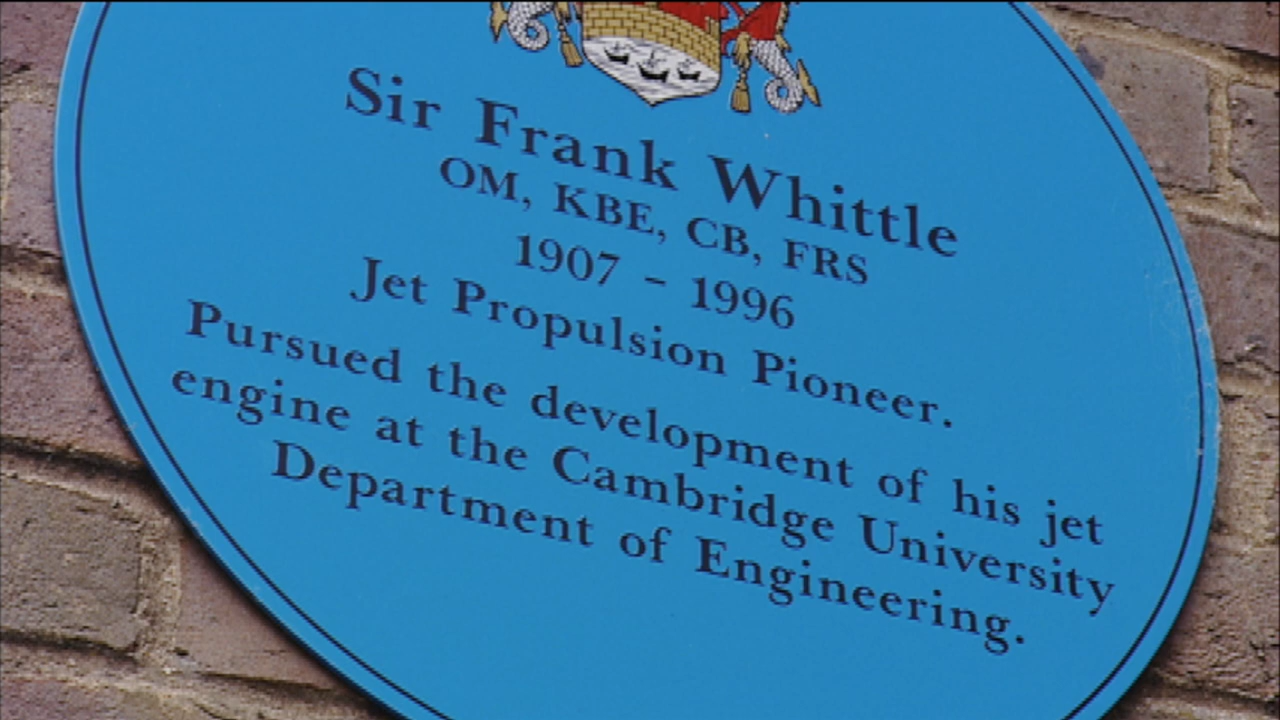 Sir Frank Whittle
OM, KBE, CB, FRS
1907 – 1996
Jet Propulsion Pioneer.
Pursued the development of his jet
engine at the Cambridge University
Department of Engineering.